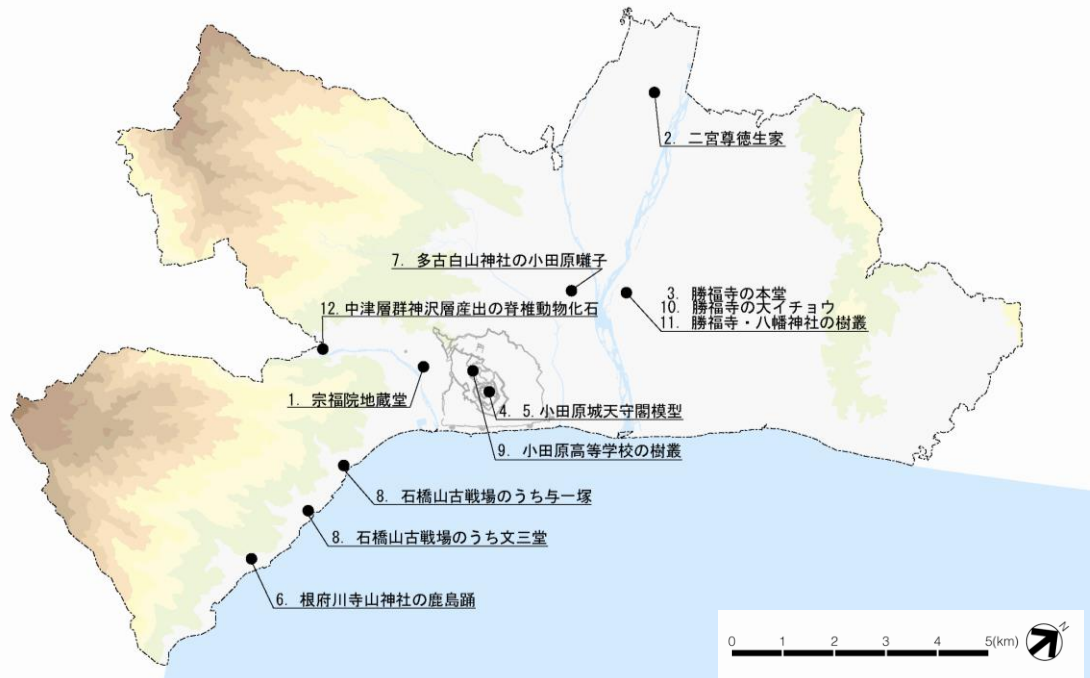 2. 二宮尊徳生家
7. 多古白山神社の小田原囃子
3. 勝福寺の本堂
10. 勝福寺の大イチョウ
11. 勝福寺・八幡神社の樹叢
12. 中津層群神沢層産出の脊椎動物化石
1. 宗福院地蔵堂
4. 5. 小田原城天守閣模型
9. 小田原高等学校の樹叢
8. 石橋山古戦場のうち与一塚
8. 石橋山古戦場のうち文三堂
6. 根府川寺山神社の鹿島踊
0 1 2 3 4 5(km)
N